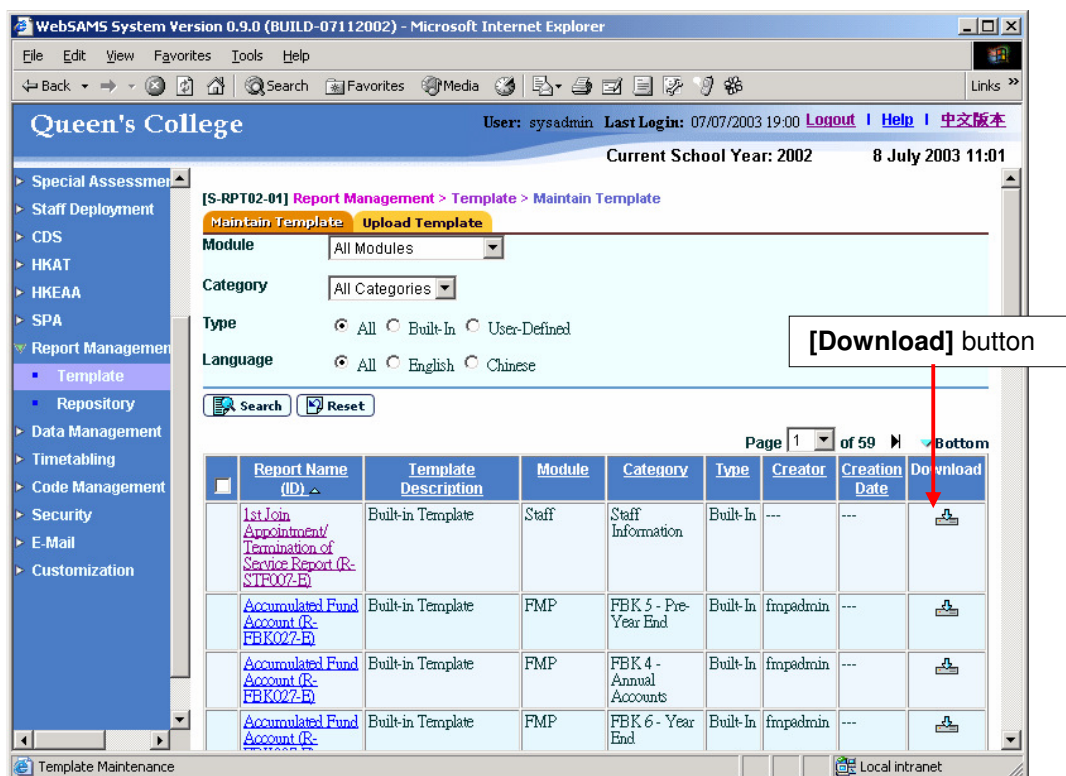 WebSAMS System Version 0.9.0 (BUILD-07112002) - Microsoft Internet Explorer
File Edit View Favorites Tools Help
Back Search Favorites Media Links »
Queen's College User: sysadmin Last Login: 07/07/2003 19:00 Logout | Help | 中文版本
Current School Year: 2002 8 July 2003 11:01
Special Assessmen
Staff Deployment
CDS
HKAT
HKEAA
SPA
Report Managemen
Template
Repository
Data Management
Timetabling
Code Management
Security
E-Mail
Customization
[S-RPT02-01] Report Management > Template > Maintain Template
Maintain Template Upload Template
Module All Modules
Category All Categories
Type All Built-In User-Defined
Language All English Chinese
[Download] button
Search Reset
Page 1 of 59 Bottom
Report Name (ID) Template Description Module Category Type Creator Creation Date Download
1st Join Appointment/ Termination of Service Report (R-STF007-E) Built-in Template Staff Staff Information Built-In --- ---
Accumulated Fund Account (R-FBK027-E) Built-in Template FMP FBK 5 - Pre-Year End Built-In fmpadmin ---
Accumulated Fund Account (R-FBK027-E) Built-in Template FMP FBK 4 - Annual Accounts Built-In fmpadmin ---
Accumulated Fund Account (R- Built-in Template FMP FBK 6 - Year End Built-In fmpadmin ---
Template Maintenance Local intranet